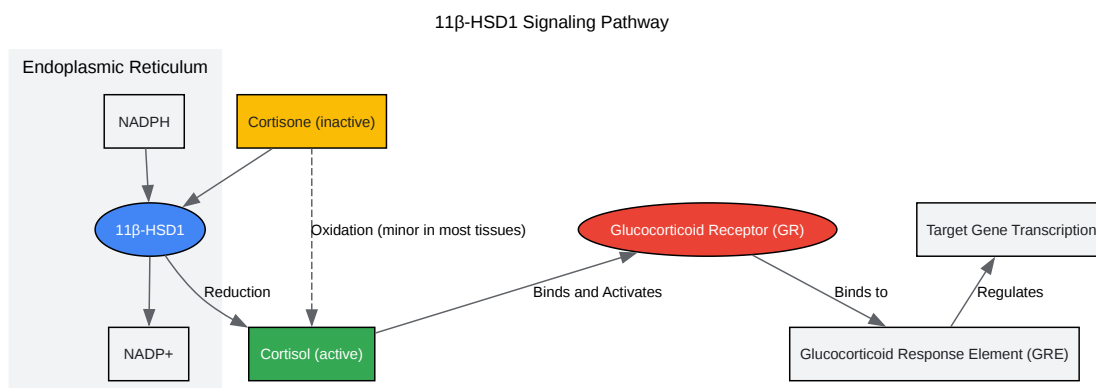 11β-HSD1 Signaling Pathway
Endoplasmic Reticulum
NADPH
Cortisone (inactive)
11β-HSD1
Oxidation (minor in most tissues)
Glucocorticoid Receptor (GR)
Target Gene Transcription
Reduction
Binds and Activates
Binds to
Regulates
NADP+
Cortisol (active)
Glucocorticoid Response Element (GRE)